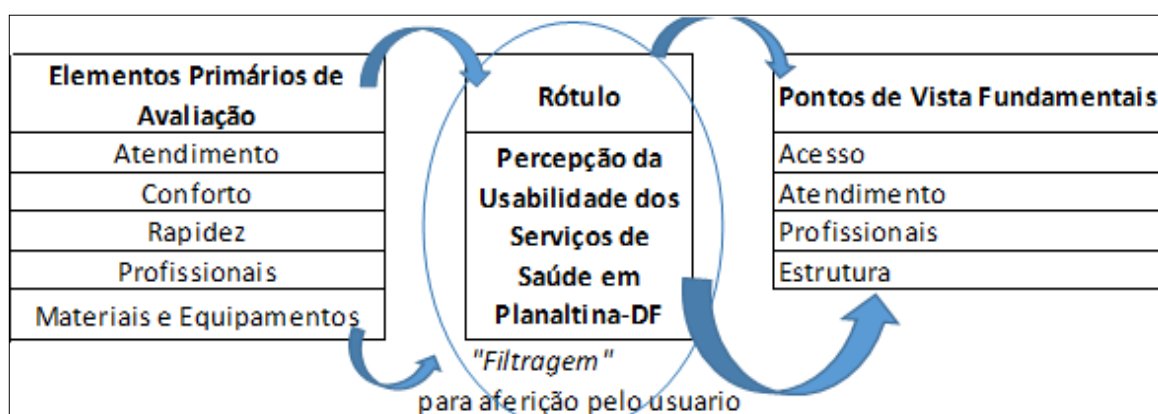 Elementos Primários de
Avaliação
Atendimento
Conforto
Rapidez
Profissionais
Materiais e Equipamentos
Rótulo
Percepção da
Usabilidade dos
Serviços de
Saúde em
Planaltina-DF
"Filtragem"
para aferição pelo usuario
Pontos de Vista Fundamentais
Acesso
Atendimento
Profissionais
Estrutura